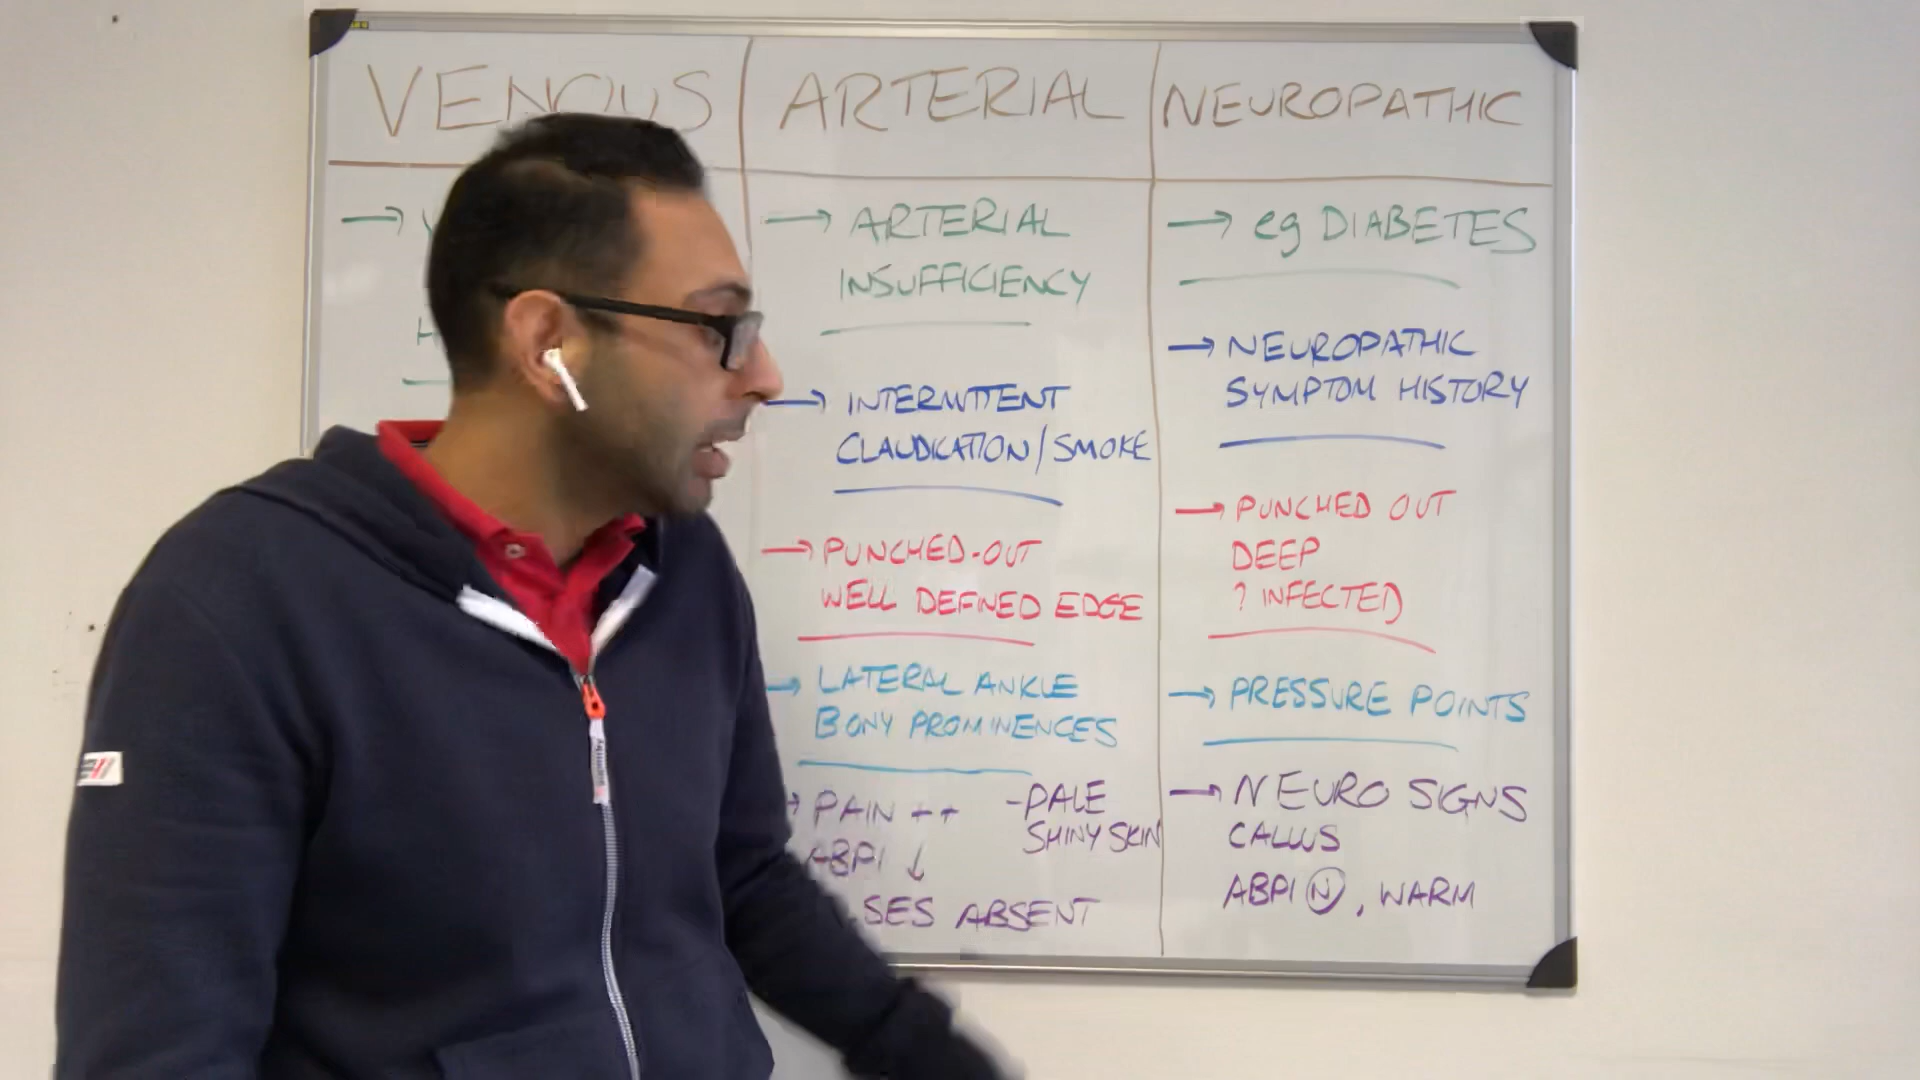 VENOUS
ARTERIAL
NEUROPATHIC
→ ARTERIAL
INSUFFICIENCY
→ INTERMITTENT
CLAUDICATION/SMOKE
→ PUNCHED-OUT
WELL DEFINED EDGE
→ LATERAL ANKLE
BONY PROMINENCES
→ PAIN ++
- PALE
SHINY SKIN
ABPI ↓
ABSENT
→ eg DIABETES
→ NEUROPATHIC
SYMPTOM HISTORY
→ PUNCHED OUT
DEEP
? INFECTED
→ PRESSURE POINTS
→ NEURO SIGNS
CALLUS
ABPI N, WARM